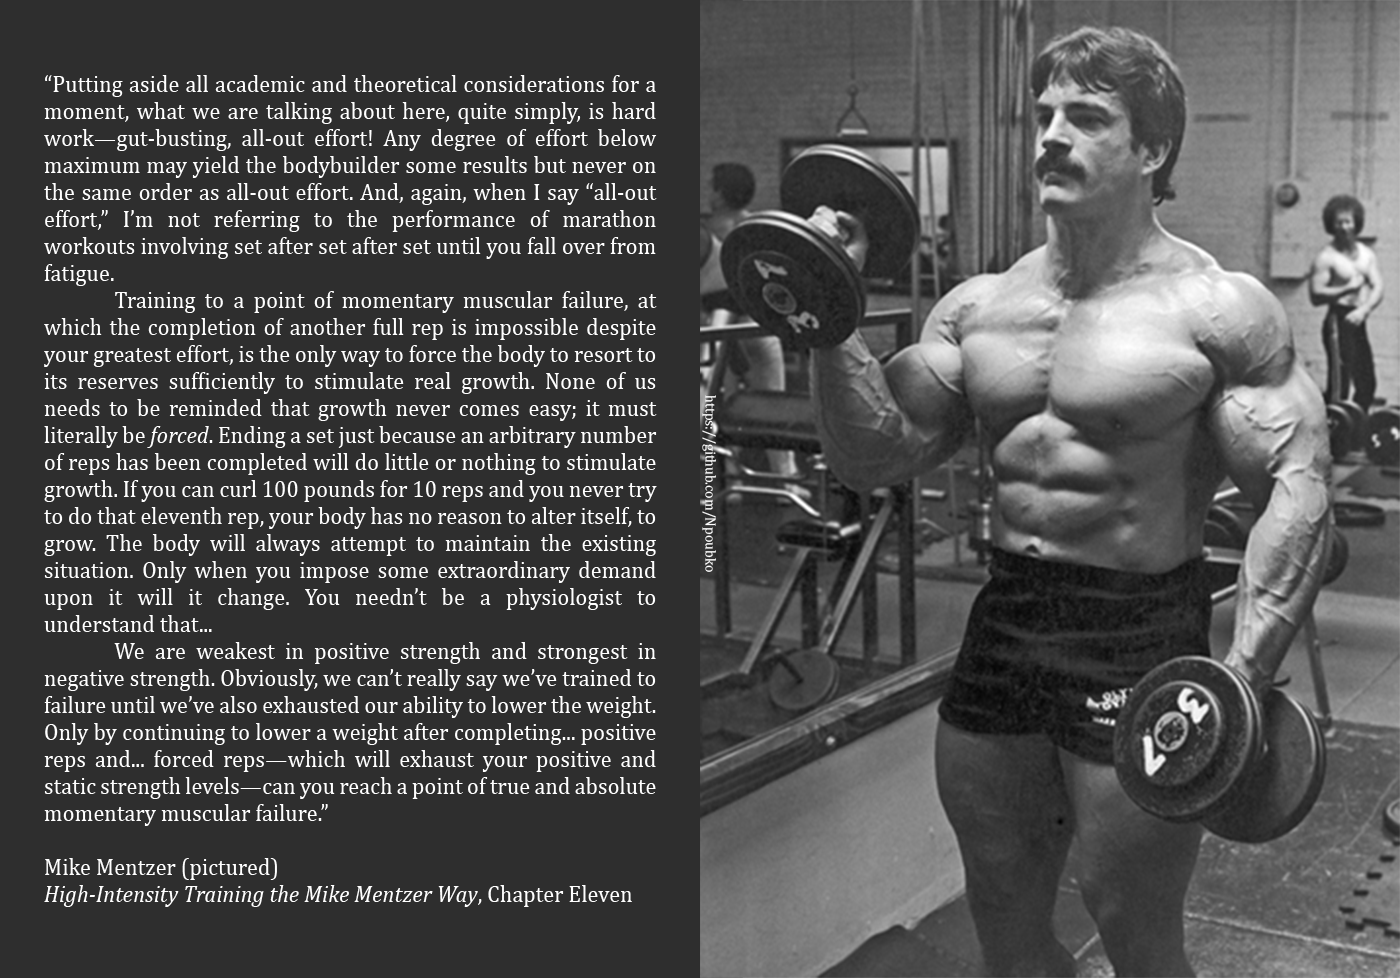 “Putting aside all academic and theoretical considerations for a
moment, what we are talking about here, quite simply, is hard
work—gut-busting, all-out effort! Any degree of effort below
maximum may yield the bodybuilder some results but never on
the same order as all-out effort. And, again, when I say “all-out
effort,” I’m not referring to the performance of marathon
workouts involving set after set after set until you fall over from
fatigue.
Training to a point of momentary muscular failure, at
which the completion of another full rep is impossible despite
your greatest effort, is the only way to force the body to resort to
its reserves sufficiently to stimulate real growth. None of us
needs to be reminded that growth never comes easy; it must
literally be forced. Ending a set just because an arbitrary number
of reps has been completed will do little or nothing to stimulate
growth. If you can curl 100 pounds for 10 reps and you never try
to do that eleventh rep, your body has no reason to alter itself, to
grow. The body will always attempt to maintain the existing
situation. Only when you impose some extraordinary demand
upon it will it change. You needn’t be a physiologist to
understand that...
We are weakest in positive strength and strongest in
negative strength. Obviously, we can’t really say we’ve trained to
failure until we’ve also exhausted our ability to lower the weight.
Only by continuing to lower a weight after completing... positive
reps and... forced reps—which will exhaust your positive and
static strength levels—can you reach a point of true and absolute
momentary muscular failure.”
Mike Mentzer (pictured)
High-Intensity Training the Mike Mentzer Way, Chapter Eleven
https://github.com/Npoubko